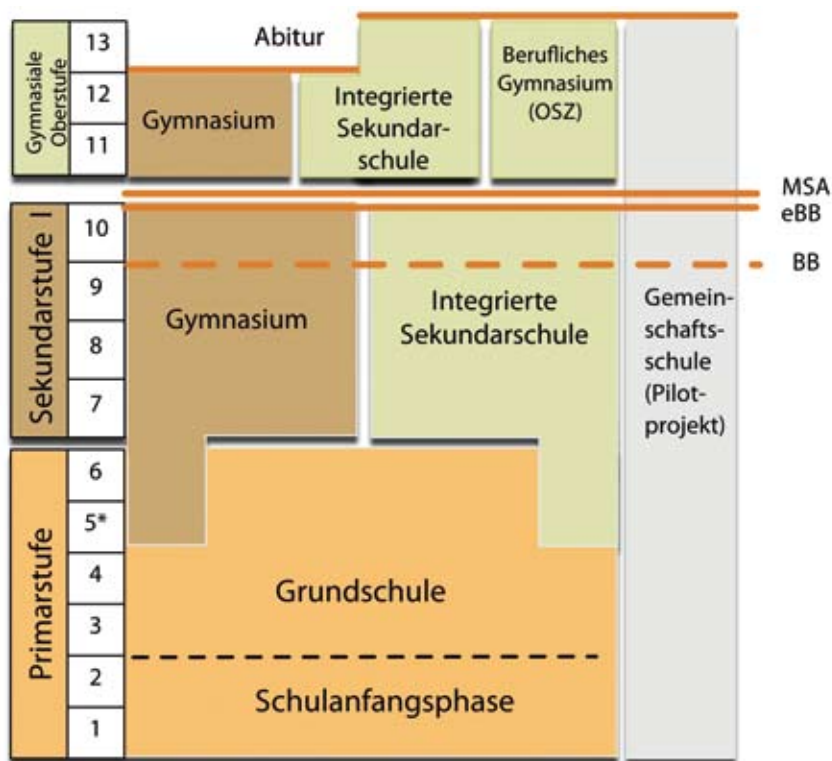 Abitur
Gymnasiale
Oberstufe
13
12
11
Gymnasium
Integrierte
Sekundar-
schule
Berufliches
Gymnasium
(OSZ)
MSA
eBB
BB
Sekundarstufe I
10
9
8
7
Gymnasium
Integrierte
Sekundarschule
Gemein-
schafts-
schule
(Pilot-
projekt)
Primarstufe
6
5*
4
3
2
1
Grundschule
Schulanfangsphase